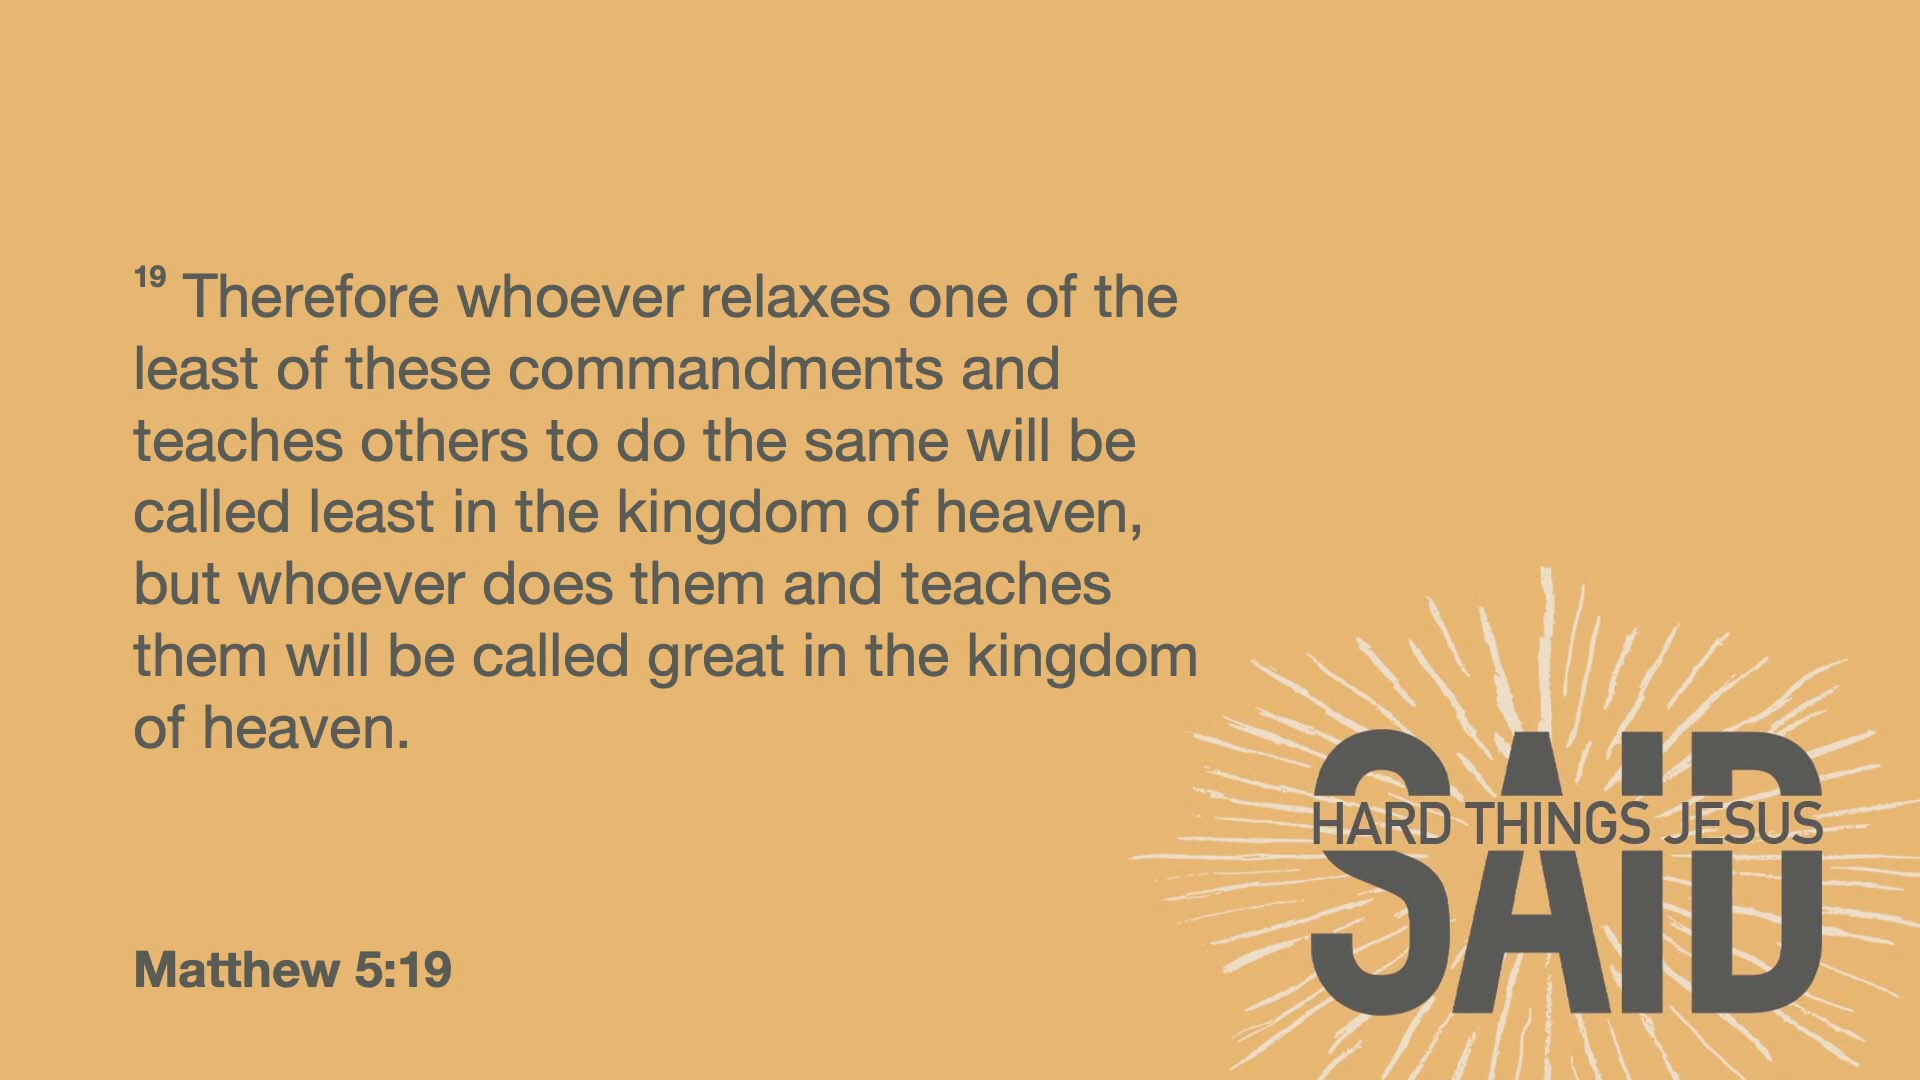 19 Therefore whoever relaxes one of the
least of these commandments and
teaches others to do the same will be
called least in the kingdom of heaven,
but whoever does them and teaches
them will be called great in the kingdom
of heaven.
Matthew 5:19
HARD THINGS JESUS
SAID